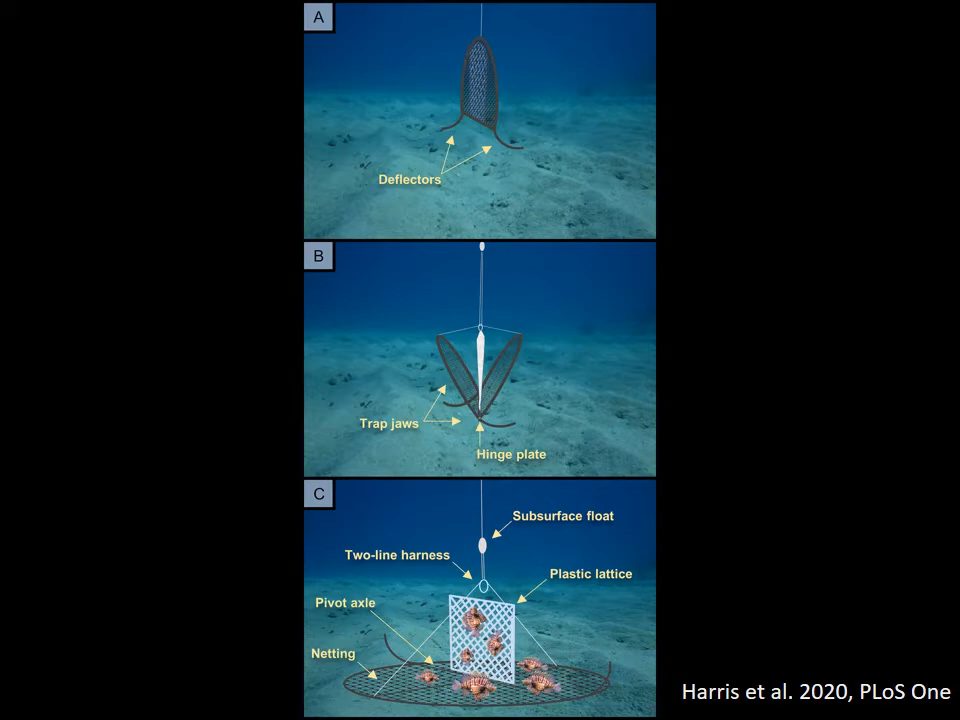 A
Deflectors
B
Trap jaws
Hinge plate
C
Subsurface float
Two-line harness
Plastic lattice
Pivot axle
Netting
Harris et al. 2020, PLoS One